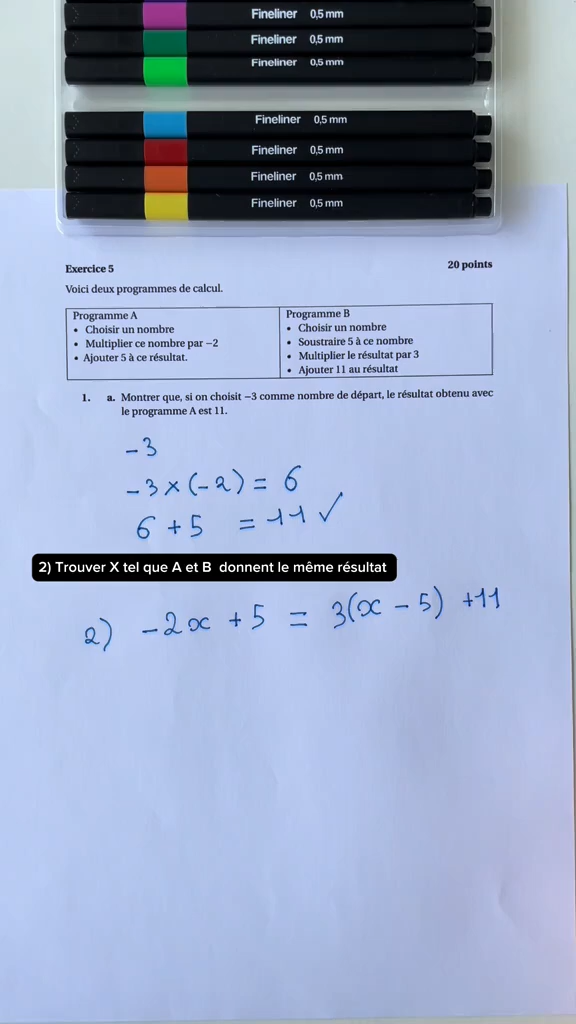 Fineliner 0,5 mm
Fineliner 0,5 mm
Fineliner 0,5 mm
Fineliner 0,5 mm
Fineliner 0,5 mm
Fineliner 0,5 mm
Fineliner 0,5 mm
Exercice 5 20 points
Voici deux programmes de calcul.
Programme A
• Choisir un nombre
• Multiplier ce nombre par −2
• Ajouter 5 à ce résultat.
Programme B
• Choisir un nombre
• Soustraire 5 à ce nombre
• Multiplier le résultat par 3
• Ajouter 11 au résultat
1. a. Montrer que, si on choisit −3 comme nombre de départ, le résultat obtenu avec
le programme A est 11.
−3
−3 × (−2) = 6
6 + 5 = 11 ✓
2) Trouver X tel que A et B donnent le même résultat
2) −2x + 5 = 3(x − 5) + 11